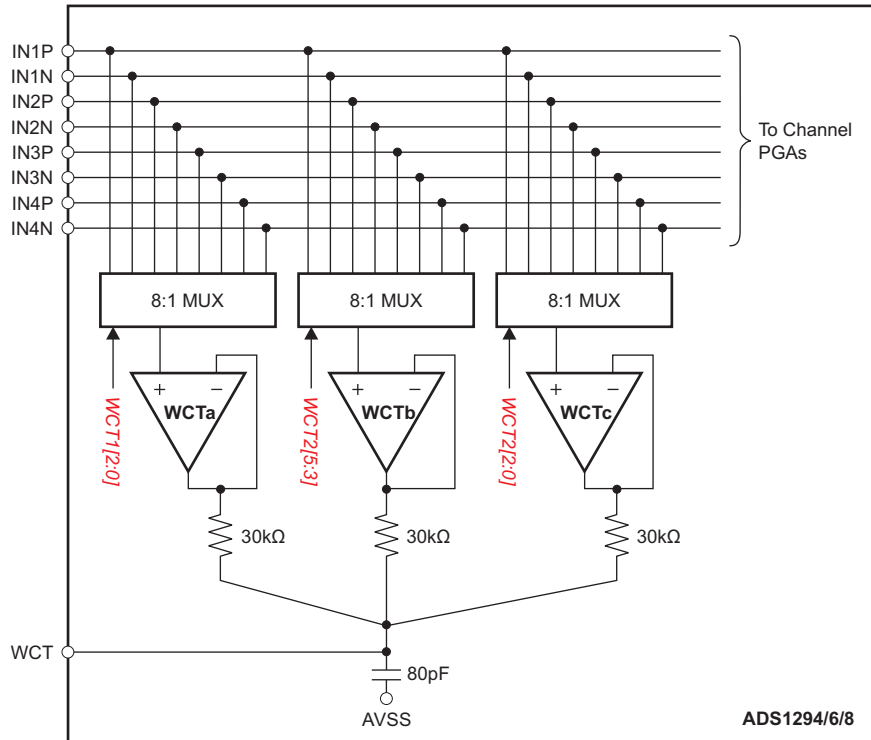 IN1P
IN1N
IN2P
IN2N
IN3P
IN3N
IN4P
IN4N
To Channel
PGAs
8:1 MUX
8:1 MUX
8:1 MUX
+
−
WCTa
WCT1[2:0]
+
−
WCTb
WCT2[5:3]
+
−
WCTc
WCT2[2:0]
30kΩ
30kΩ
30kΩ
WCT
80pF
AVSS
ADS1294/6/8